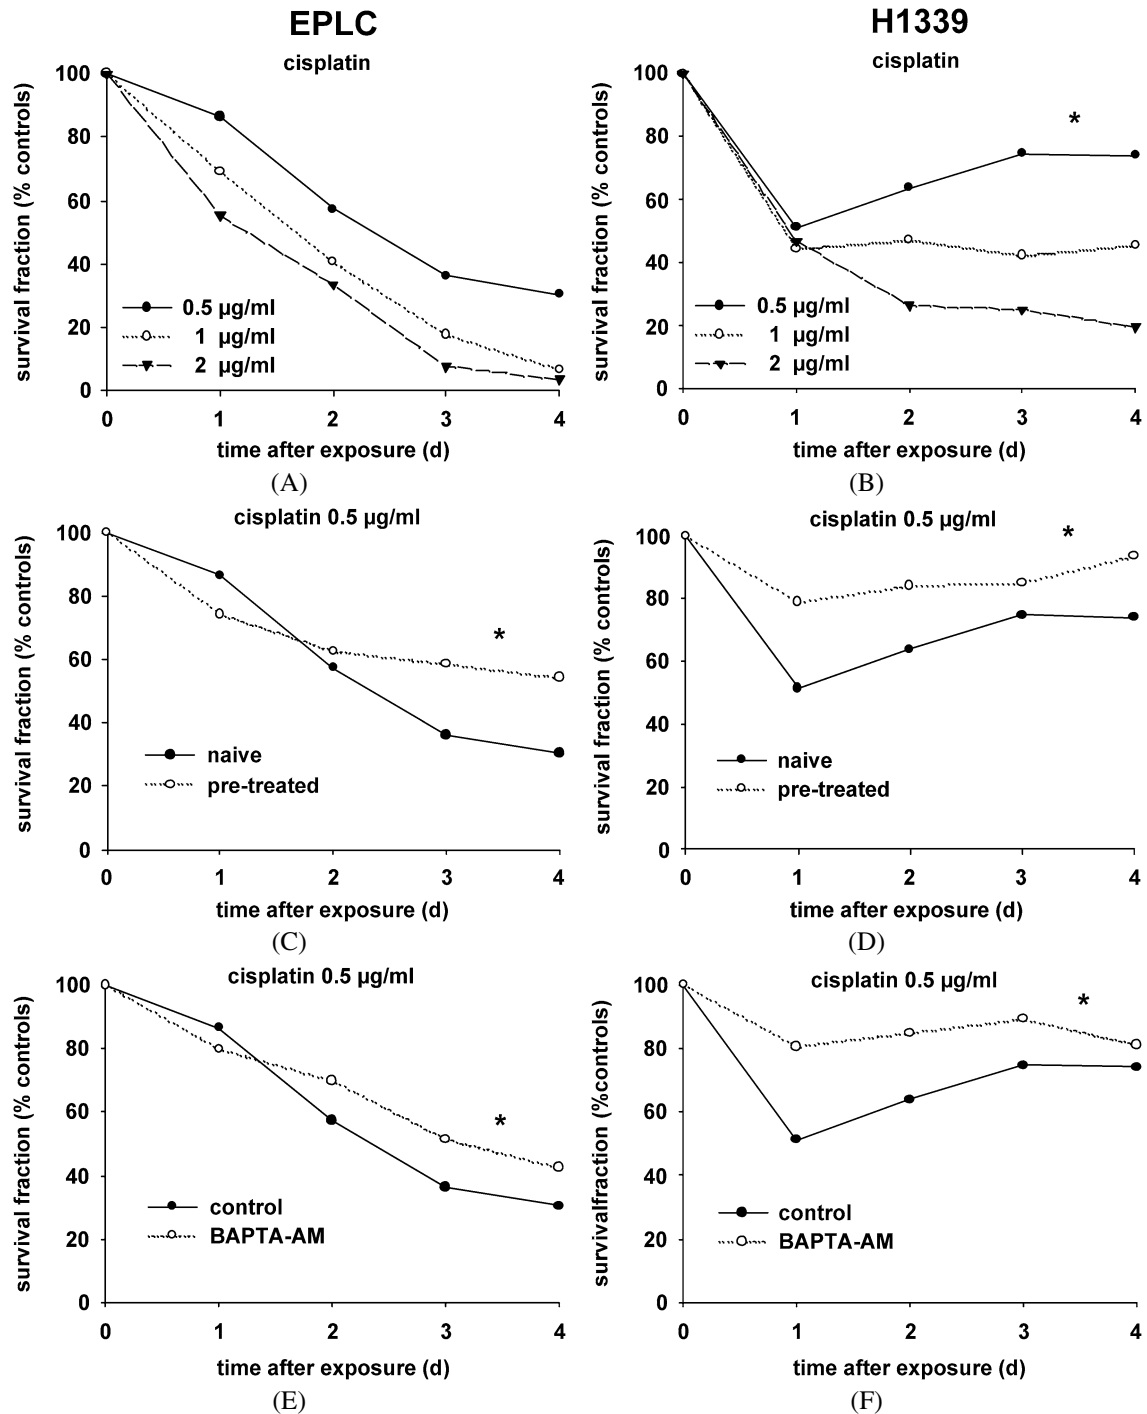 EPLC
H1339
cisplatin
survival fraction (% controls)
100
80
60
40
20
0
0.5 µg/ml
1 µg/ml
2 µg/ml
0 1 2 3 4
time after exposure (d)
(A)
cisplatin
survival fraction (% controls)
100
80
60
40
20
0
*
0.5 µg/ml
1 µg/ml
2 µg/ml
0 1 2 3 4
time after exposure (d)
(B)
cisplatin 0.5 µg/ml
survival fraction (% controls)
100
80
60
40
20
0
*
naive
pre-treated
0 1 2 3 4
time after exposure (d)
(C)
cisplatin 0.5 µg/ml
survival fraction (% controls)
100
80
60
40
20
0
*
naive
pre-treated
0 1 2 3 4
time after exposure (d)
(D)
cisplatin 0.5 µg/ml
survival fraction (% controls)
100
80
60
40
20
0
*
control
BAPTA-AM
0 1 2 3 4
time after exposure (d)
(E)
cisplatin 0.5 µg/ml
survivalfraction (%controls)
100
80
60
40
20
0
*
control
BAPTA-AM
0 1 2 3 4
time after exposure (d)
(F)